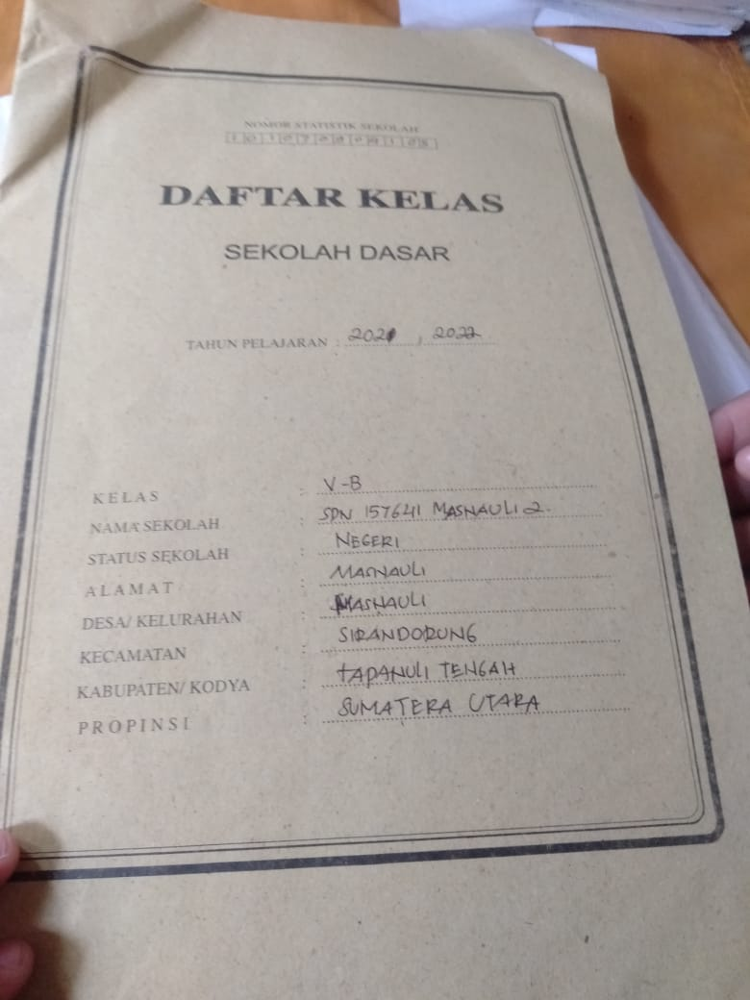 NOMOR STATISTIK SEKOLAH
DAFTAR KELAS
SEKOLAH DASAR
TAHUN PELAJARAN : 2021 , 2022
KELAS : V-B
NAMA SEKOLAH : SDN 157641 MASNAULI 2.
STATUS SEKOLAH : NEGERI
ALAMAT : MASNAULI
DESA/ KELURAHAN : MASNAULI
KECAMATAN : SIRANDORUNG
KABUPATEN/ KODYA : TAPANULI TENGAH
PROPINSI : SUMATERA UTARA